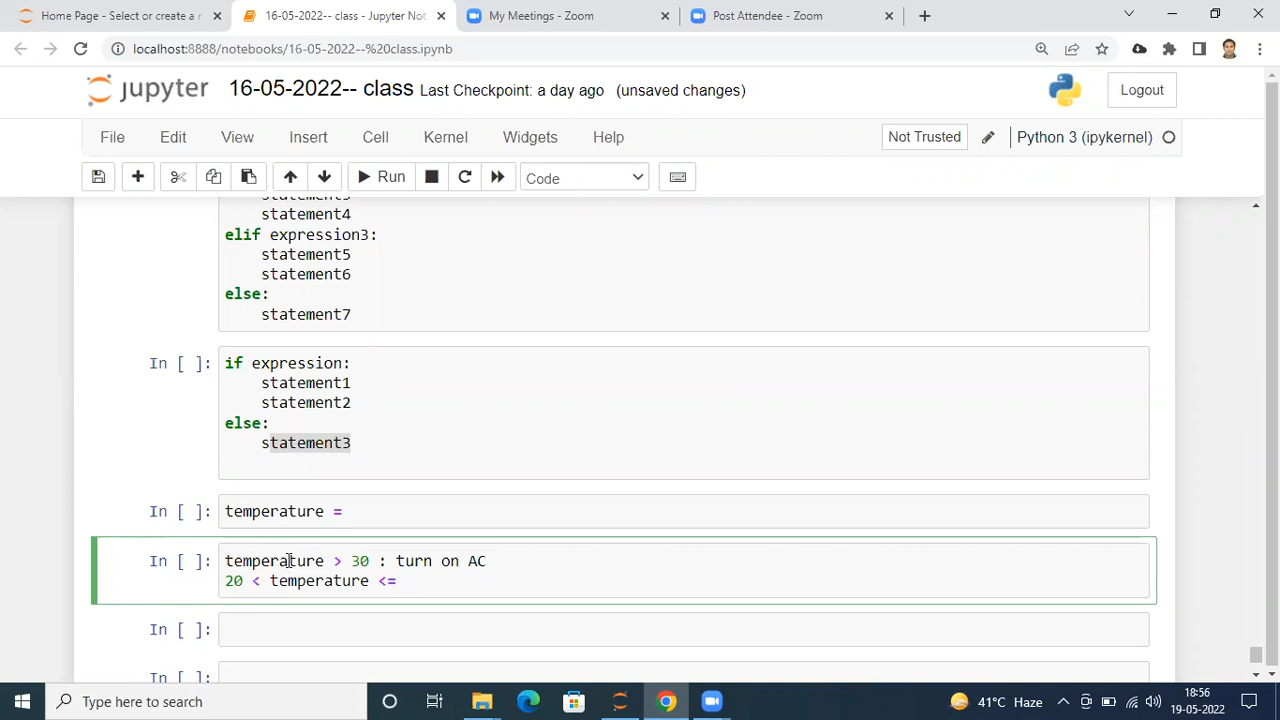 Home Page - Select or create a n
16-05-2022-- class - Jupyter Not
My Meetings - Zoom
Post Attendee - Zoom
localhost:8888/notebooks/16-05-2022--%20class.ipynb
jupyter 16-05-2022-- class Last Checkpoint: a day ago (unsaved changes)
Logout
File Edit View Insert Cell Kernel Widgets Help
Not Trusted
Python 3 (ipykernel)
Run
Code
statement4
elif expression3:
statement5
statement6
else:
statement7
In [ ]: if expression:
statement1
statement2
else:
statement3
In [ ]: temperature =
In [ ]: temperature > 30 : turn on AC
20 < temperature <=
In [ ]:
In [ ]:
Type here to search
41°C Haze
18:56
19-05-2022